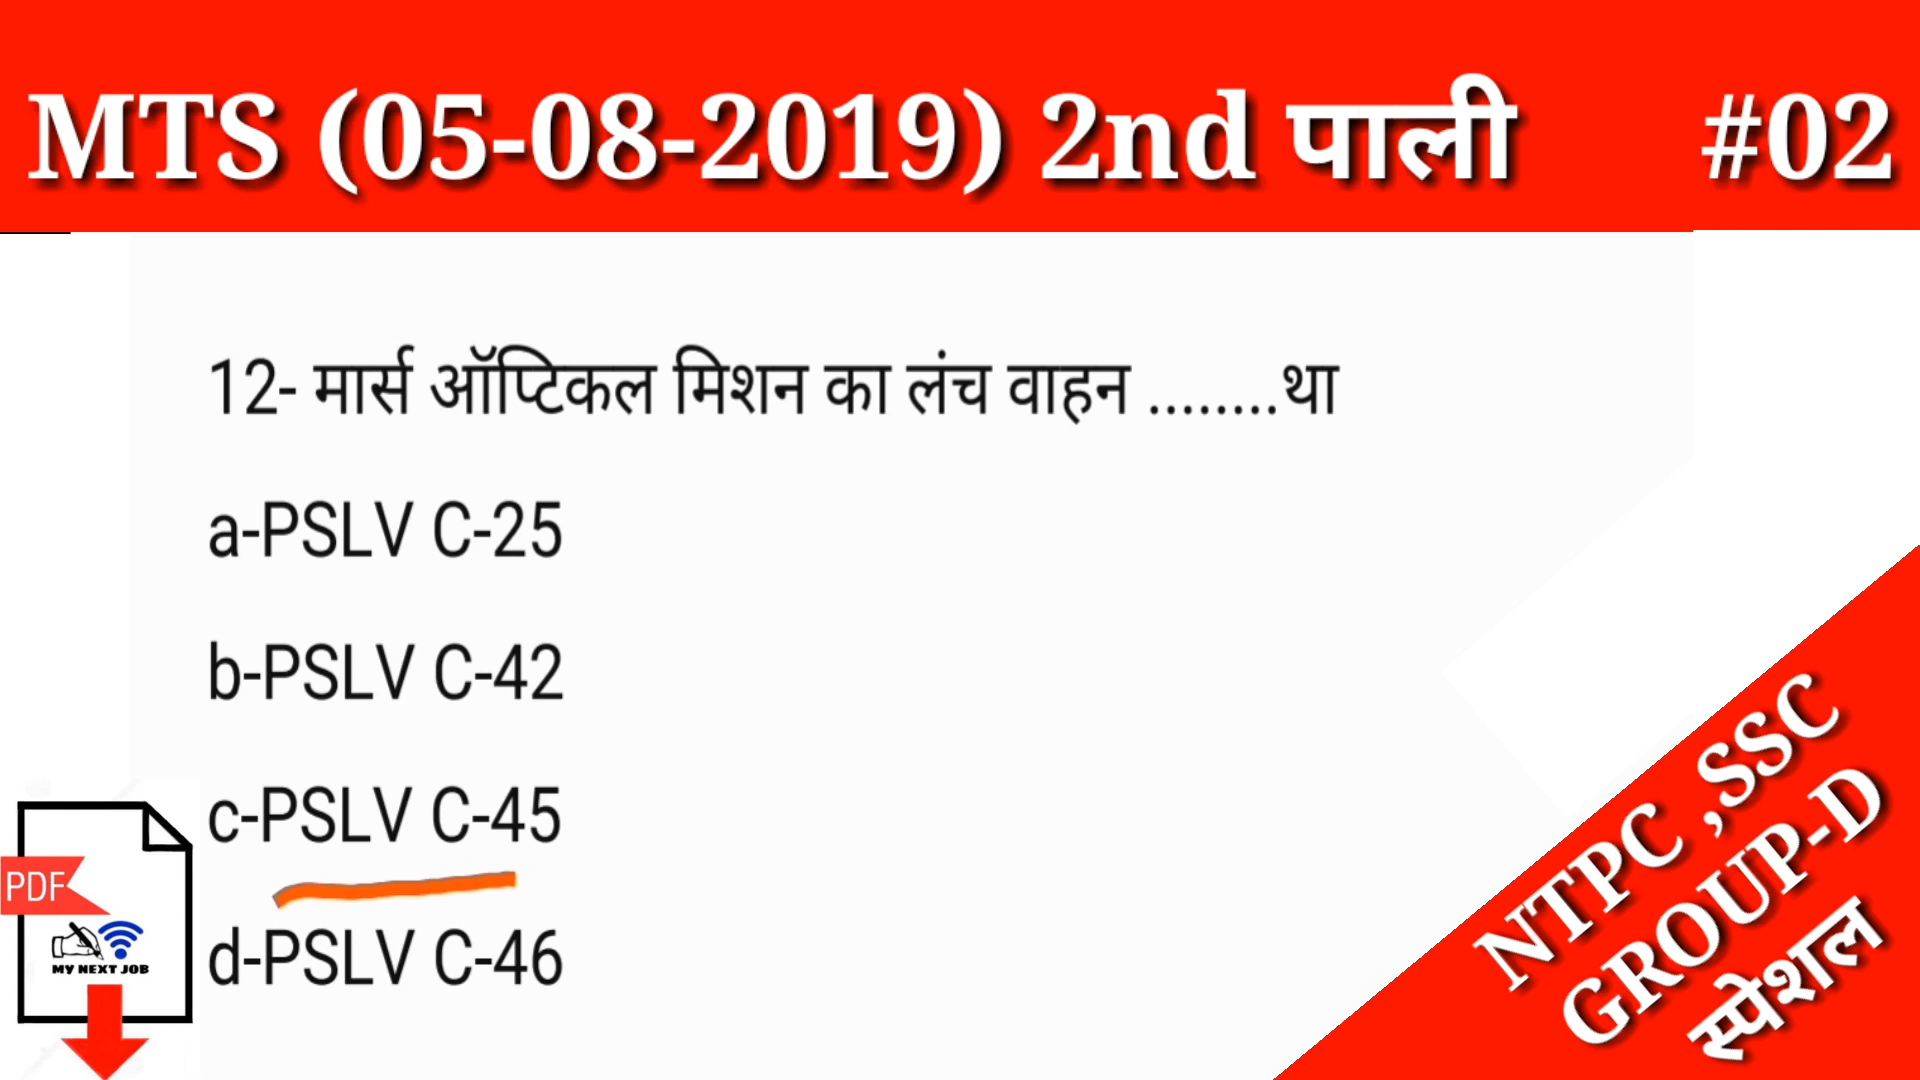 MTS (05-08-2019) 2nd पाली #02
12- मार्स ऑप्टिकल मिशन का लंच वाहन ........था
a-PSLV C-25
b-PSLV C-42
c-PSLV C-45
d-PSLV C-46
PDF
MY NEXT JOB
NTPC ,SSC
GROUP-D
स्पेशल